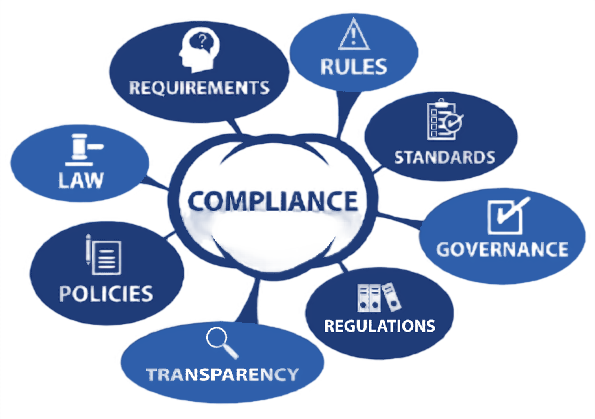 RULES
REQUIREMENTS
STANDARDS
LAW
COMPLIANCE
GOVERNANCE
POLICIES
REGULATIONS
TRANSPARENCY